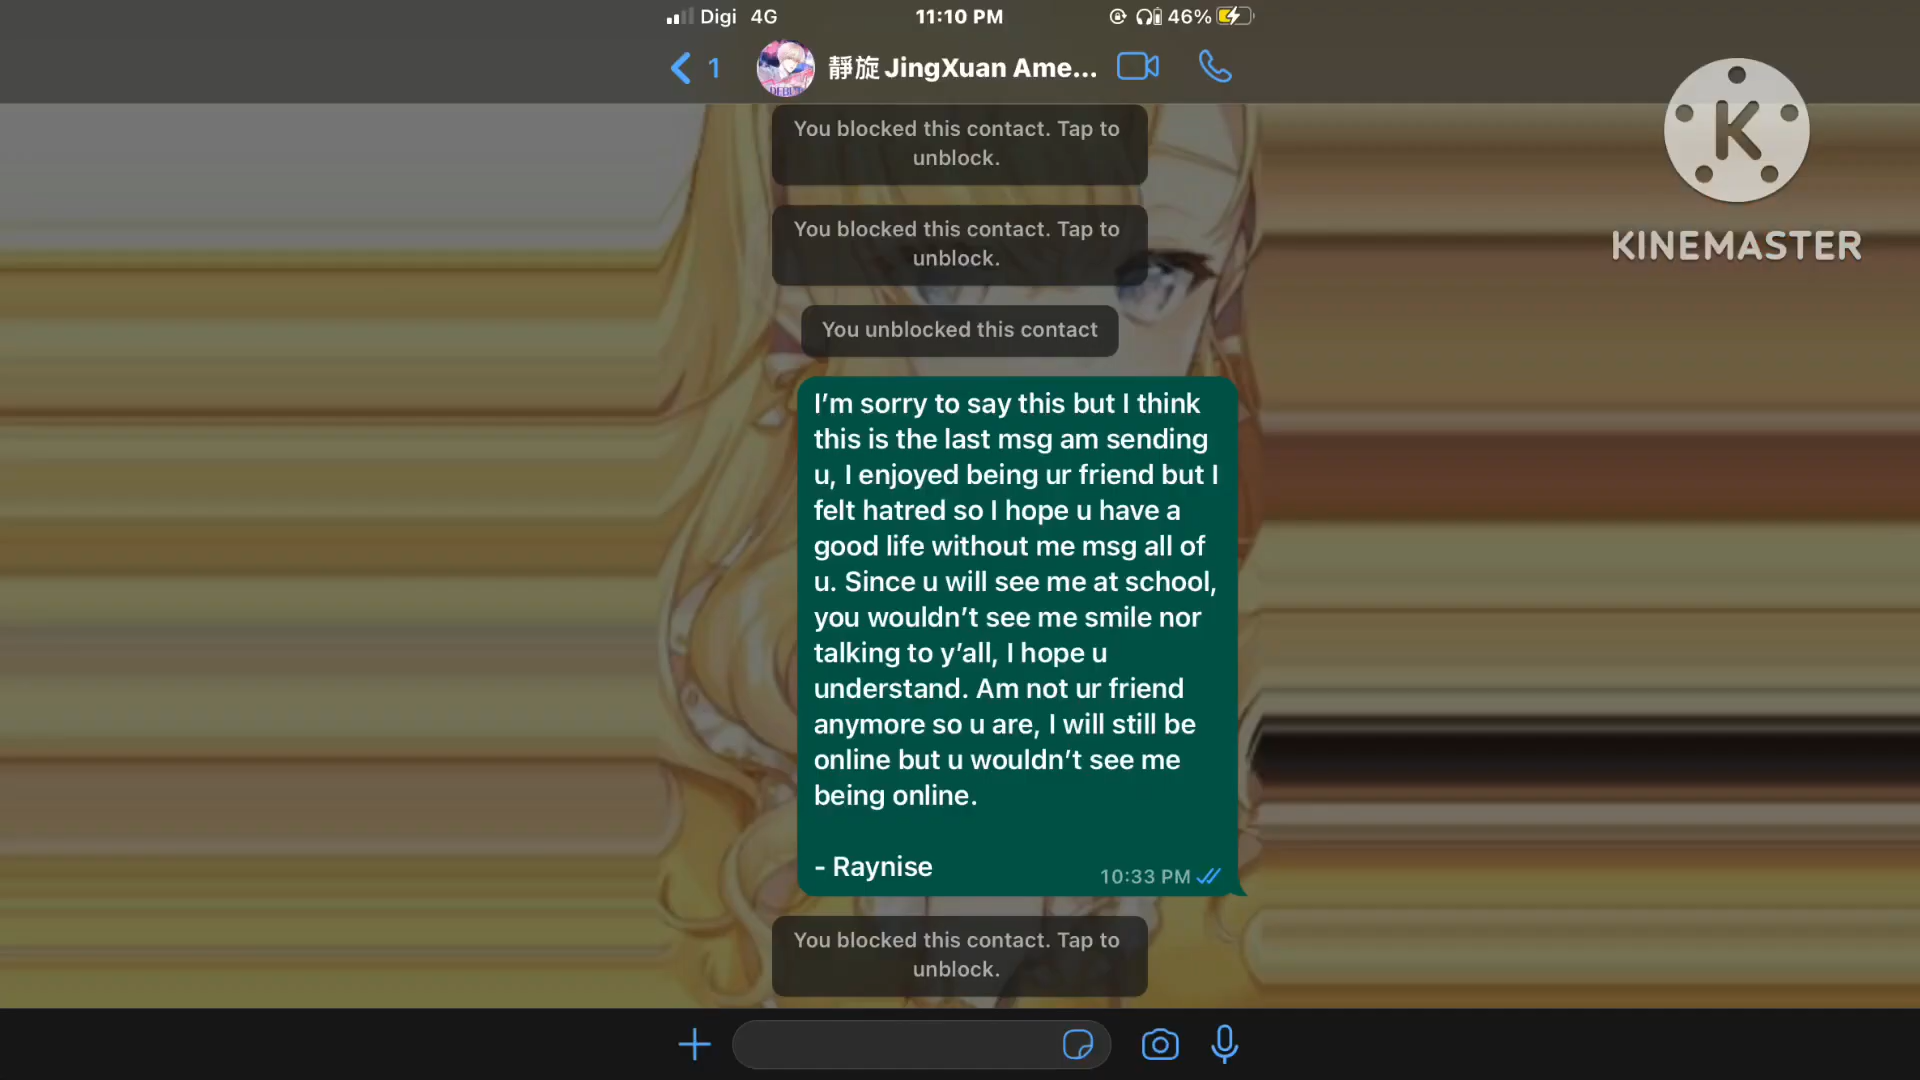 Digi 4G 11:10 PM 46%
1 靜旋 JingXuan Ame...
K
KINEMASTER
You blocked this contact. Tap to
unblock.
You blocked this contact. Tap to
unblock.
You unblocked this contact
I’m sorry to say this but I think
this is the last msg am sending
u, I enjoyed being ur friend but I
felt hatred so I hope u have a
good life without me msg all of
u. Since u will see me at school,
you wouldn’t see me smile nor
talking to y’all, I hope u
understand. Am not ur friend
anymore so u are, I will still be
online but u wouldn’t see me
being online.
- Raynise
10:33 PM
You blocked this contact. Tap to
unblock.